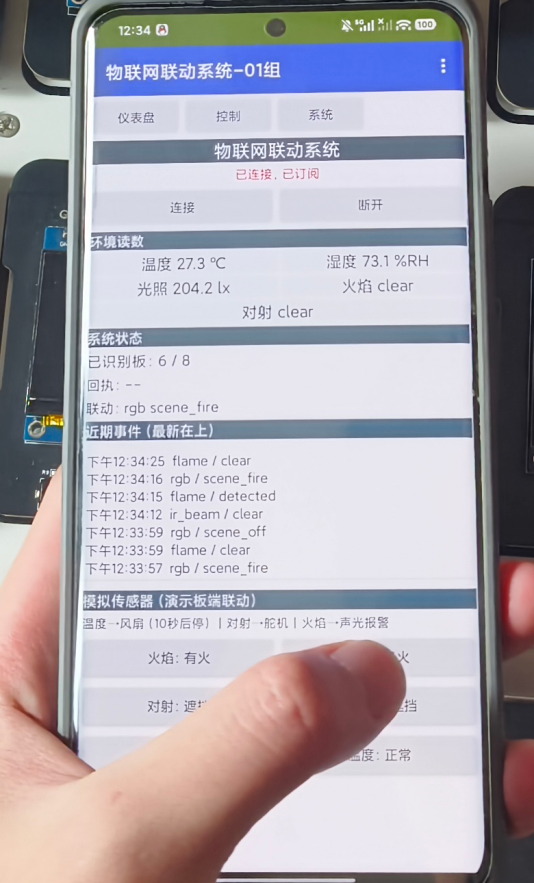 12:34 5G 100
物联网联动系统-01组
仪表盘 控制 系统
物联网联动系统
已连接, 已订阅
连接 断开
环境读数
温度 27.3 ℃ 湿度 73.1 %RH
光照 204.2 lx 火焰 clear
对射 clear
系统状态
已识别板: 6 / 8
回执: --
联动: rgb scene_fire
近期事件 (最新在上)
下午12:34:25 flame / clear
下午12:34:16 rgb / scene_fire
下午12:34:15 flame / detected
下午12:34:12 ir_beam / clear
下午12:33:59 rgb / scene_off
下午12:33:59 flame / clear
下午12:33:57 rgb / scene_fire
模拟传感器 (演示板端联动)
温度→风扇 (10秒后停) | 对射→舵机 | 火焰→声光报警
火焰: 有火 火
对射: 遮 挡
温度: 正常